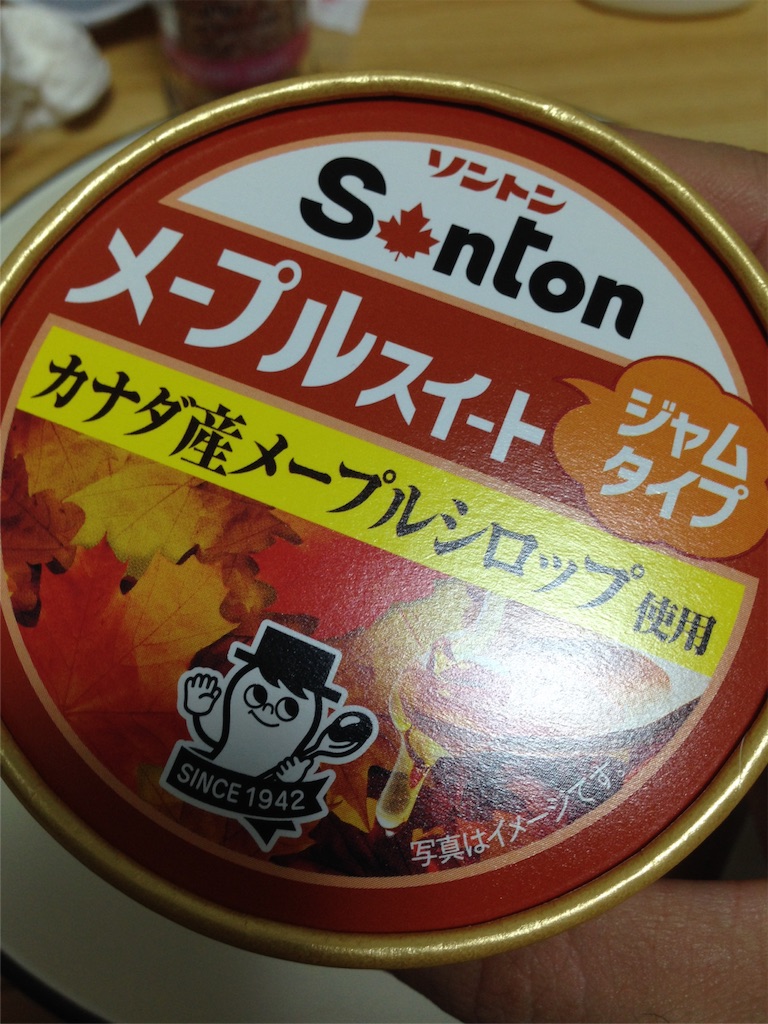 ソントン
Sonton
メープルスイート
ジャム
タイプ
カナダ産メープルシロップ使用
SINCE 1942
写真はイメージです。